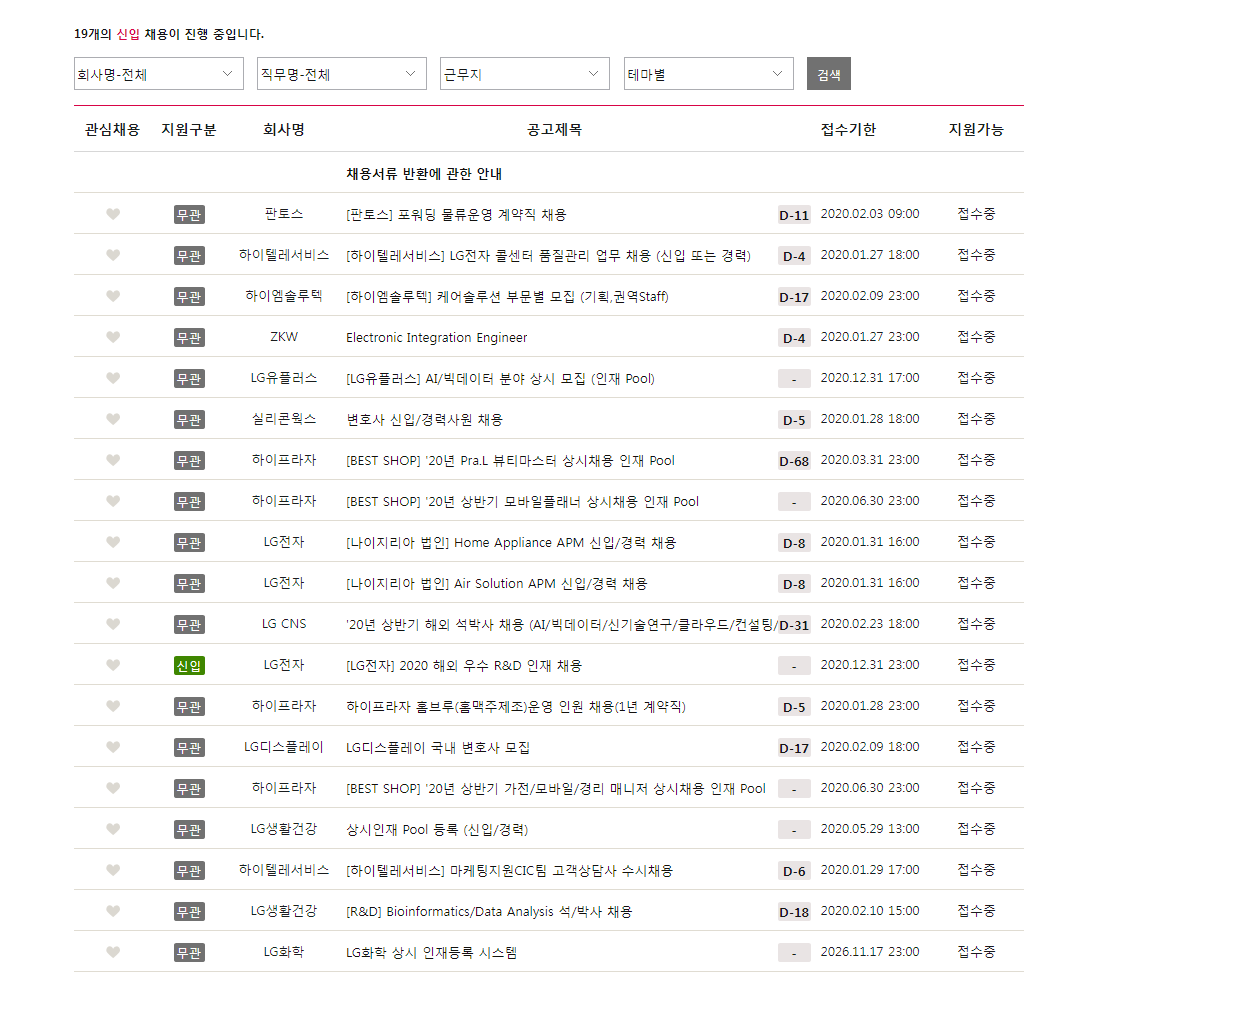 19개의 신입 채용이 진행 중입니다.
회사명-전체 직무명-전체 근무지 테마별 검색
관심채용 지원구분 회사명 공고제목 접수기한 지원가능
채용서류 반환에 관한 안내
무관 판토스 [판토스] 포워딩 물류운영 계약직 채용 D-11 2020.02.03 09:00 접수중
무관 하이텔레서비스 [하이텔레서비스] LG전자 콜센터 품질관리 업무 채용 (신입 또는 경력) D-4 2020.01.27 18:00 접수중
무관 하이엠솔루텍 [하이엠솔루텍] 케어솔루션 부문별 모집 (기획,권역Staff) D-17 2020.02.09 23:00 접수중
무관 ZKW Electronic Integration Engineer D-4 2020.01.27 23:00 접수중
무관 LG유플러스 [LG유플러스] AI/빅데이터 분야 상시 모집 (인재 Pool) - 2020.12.31 17:00 접수중
무관 실리콘웍스 변호사 신입/경력사원 채용 D-5 2020.01.28 18:00 접수중
무관 하이프라자 [BEST SHOP] '20년 Pra.L 뷰티마스터 상시채용 인재 Pool D-68 2020.03.31 23:00 접수중
무관 하이프라자 [BEST SHOP] '20년 상반기 모바일플래너 상시채용 인재 Pool - 2020.06.30 23:00 접수중
무관 LG전자 [나이지리아 법인] Home Appliance APM 신입/경력 채용 D-8 2020.01.31 16:00 접수중
무관 LG전자 [나이지리아 법인] Air Solution APM 신입/경력 채용 D-8 2020.01.31 16:00 접수중
무관 LG CNS '20년 상반기 해외 석박사 채용 (AI/빅데이터/신기술연구/클라우드/컨설팅/ D-31 2020.02.23 18:00 접수중
신입 LG전자 [LG전자] 2020 해외 우수 R&D 인재 채용 - 2020.12.31 23:00 접수중
무관 하이프라자 하이프라자 홈브루(홈맥주제조)운영 인원 채용(1년 계약직) D-5 2020.01.28 23:00 접수중
무관 LG디스플레이 LG디스플레이 국내 변호사 모집 D-17 2020.02.09 18:00 접수중
무관 하이프라자 [BEST SHOP] '20년 상반기 가전/모바일/경리 매니저 상시채용 인재 Pool - 2020.06.30 23:00 접수중
무관 LG생활건강 상시인재 Pool 등록 (신입/경력) - 2020.05.29 13:00 접수중
무관 하이텔레서비스 [하이텔레서비스] 마케팅지원CIC팀 고객상담사 수시채용 D-6 2020.01.29 17:00 접수중
무관 LG생활건강 [R&D] Bioinformatics/Data Analysis 석/박사 채용 D-18 2020.02.10 15:00 접수중
무관 LG화학 LG화학 상시 인재등록 시스템 - 2026.11.17 23:00 접수중